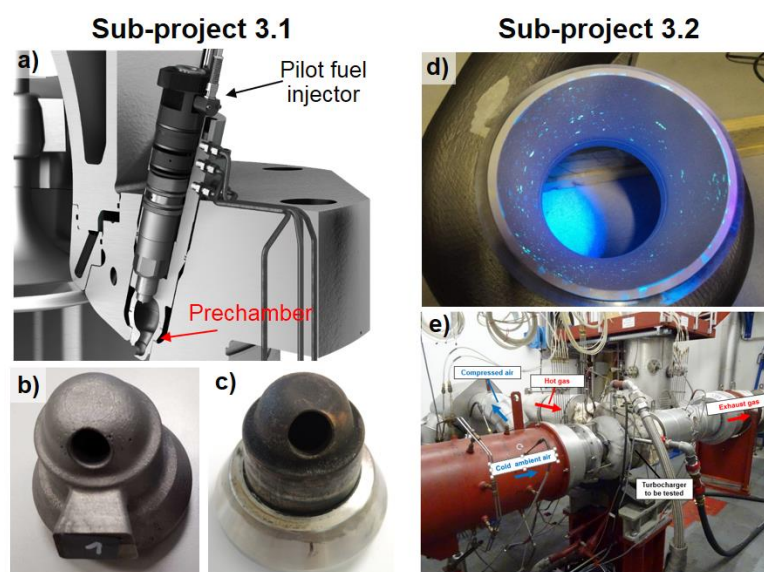 Sub-project 3.1
Sub-project 3.2
a)
Pilot fuel
injector
Prechamber
b)
1
c)
d)
e)
Compressed air
Hot gas
Exhaust gas
Cold ambient air
Turbocharger
to be tested